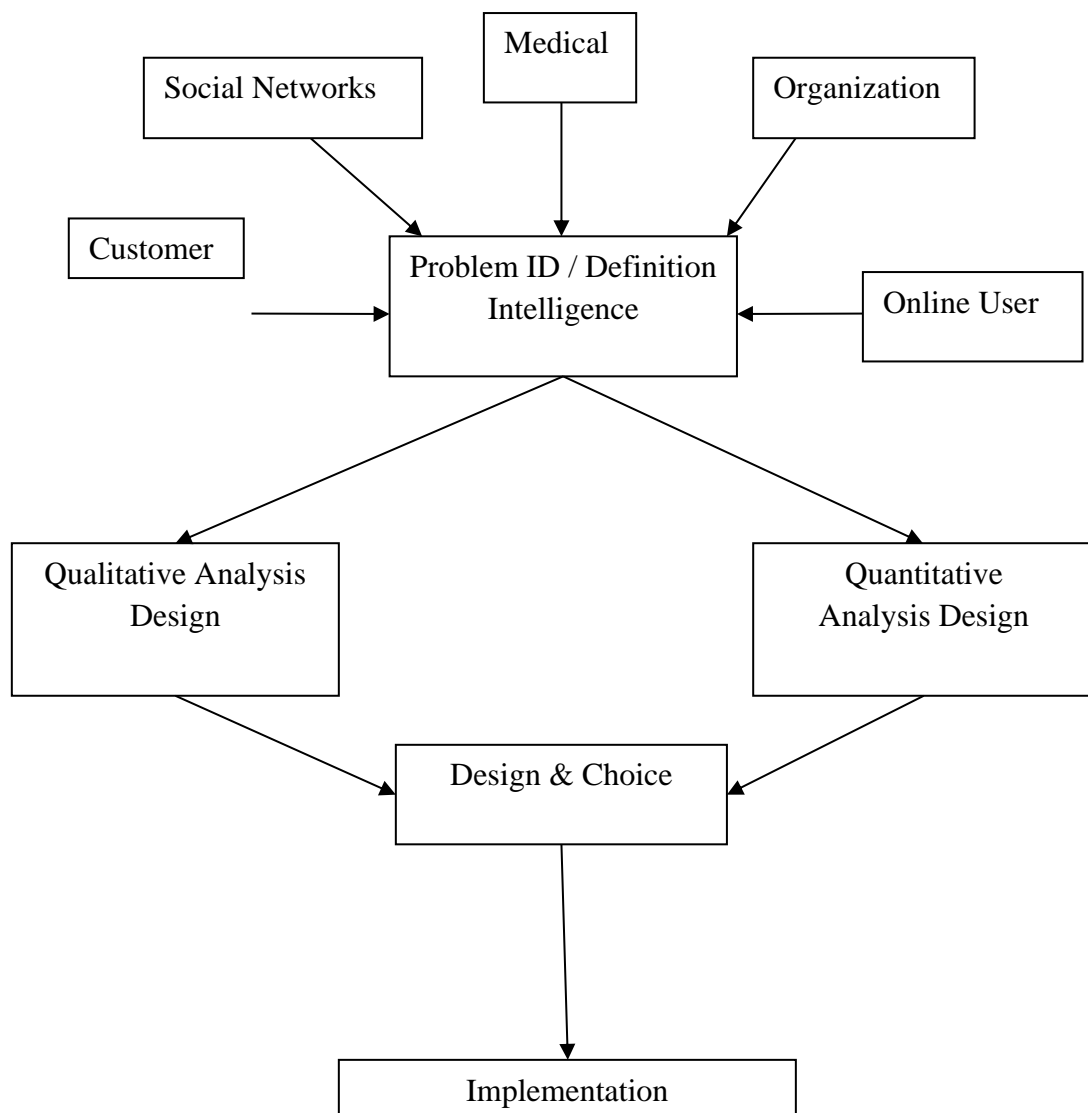 Medical
Social Networks
Organization
Customer
Problem ID / Definition
Intelligence
Online User
Qualitative Analysis
Design
Quantitative
Analysis Design
Design & Choice
Implementation